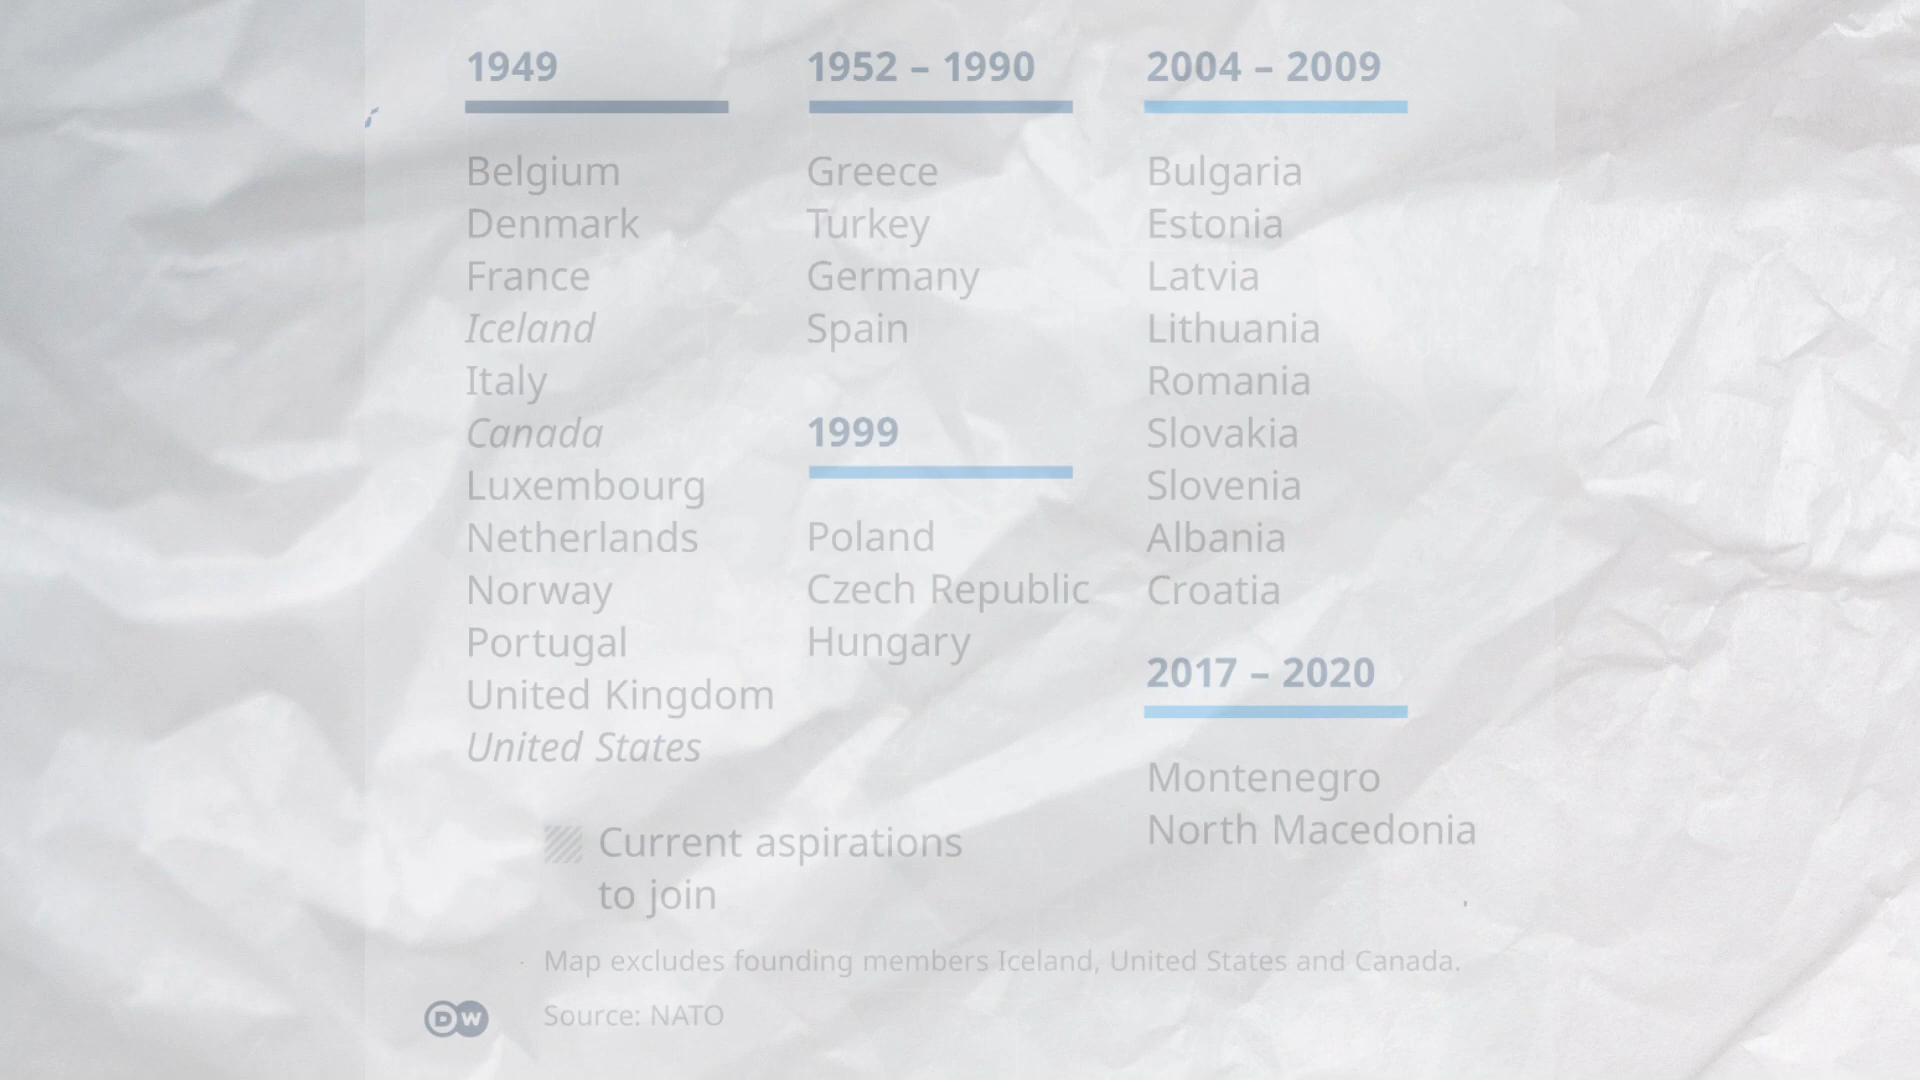 1949
Belgium
Denmark
France
Iceland
Italy
Canada
Luxembourg
Netherlands
Norway
Portugal
United Kingdom
United States
1952 – 1990
Greece
Turkey
Germany
Spain
1999
Poland
Czech Republic
Hungary
2004 – 2009
Bulgaria
Estonia
Latvia
Lithuania
Romania
Slovakia
Slovenia
Albania
Croatia
2017 – 2020
Montenegro
North Macedonia
Current aspirations
to join
Map excludes founding members Iceland, United States and Canada.
DW
Source: NATO